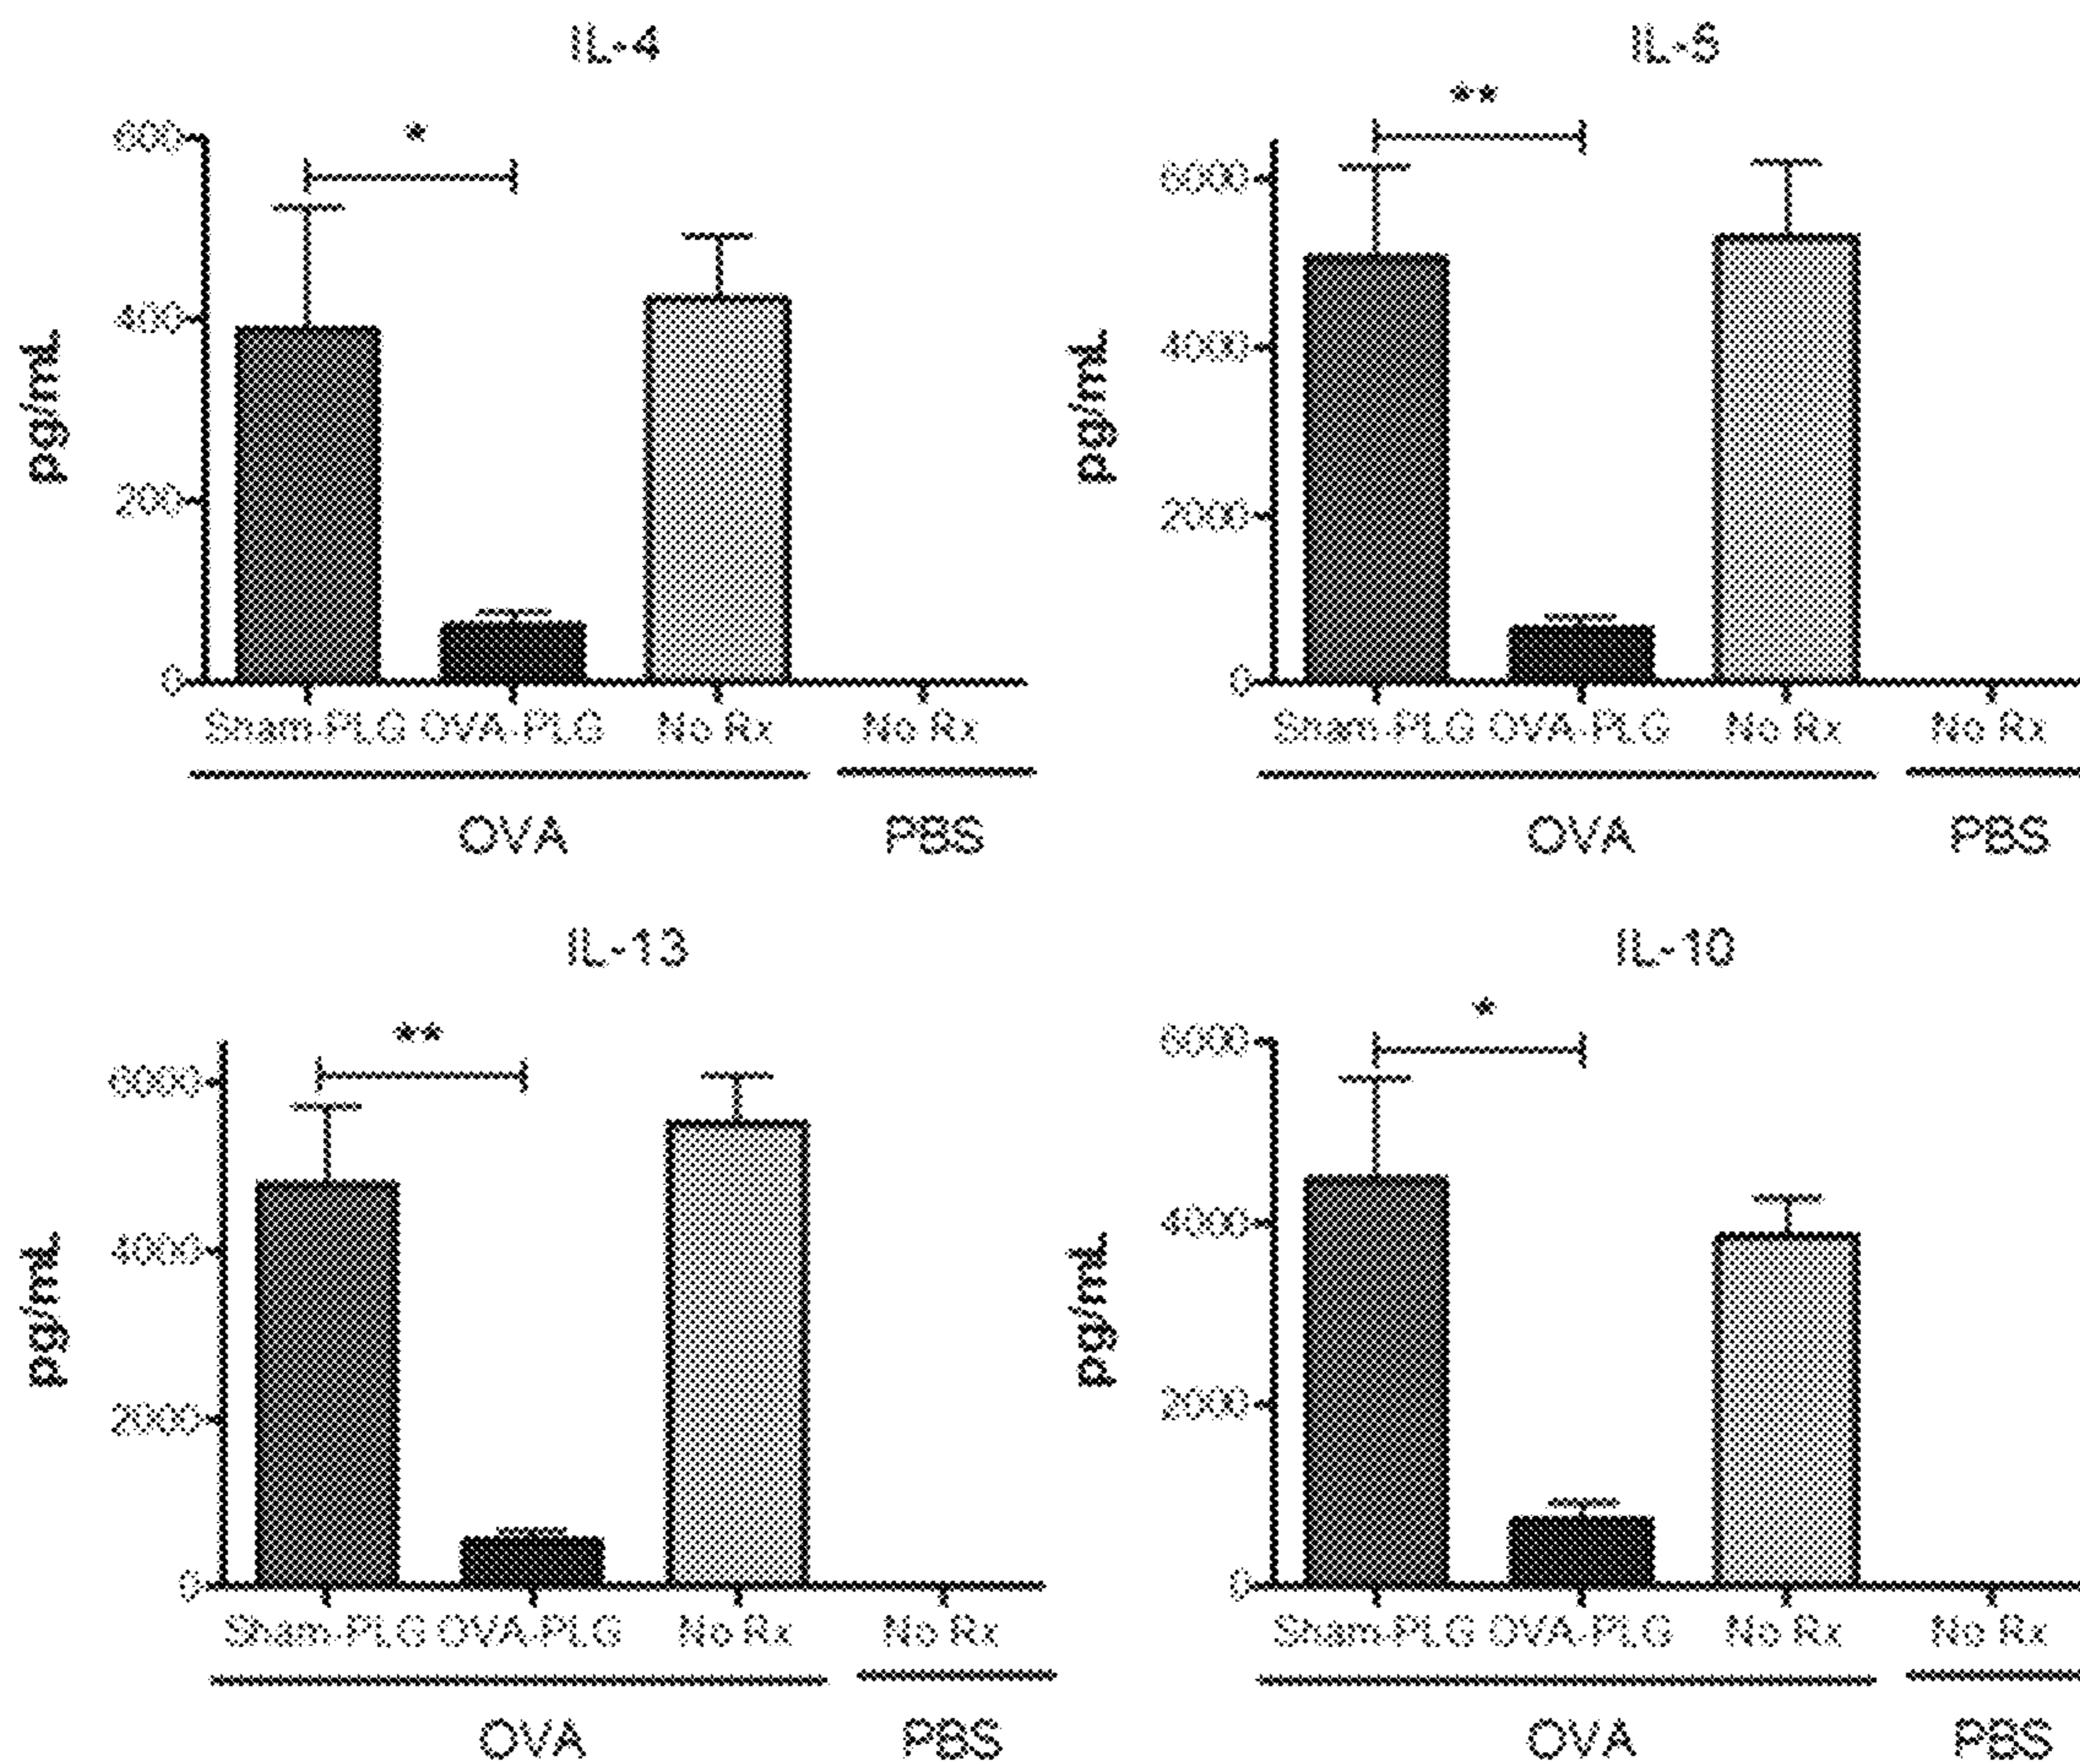 IL-4
*
600
400
200
0
pg/mL
Sham-PLG OVA-PLG No Rx No Rx
OVA PBS
IL-5
**
6000
4000
2000
0
pg/mL
Sham-PLG OVA-PLG No Rx No Rx
OVA PBS
IL-13
**
6000
4000
2000
0
pg/mL
Sham-PLG OVA-PLG No Rx No Rx
OVA PBS
IL-10
*
6000
4000
2000
0
pg/mL
Sham-PLG OVA-PLG No Rx No Rx
OVA PBS